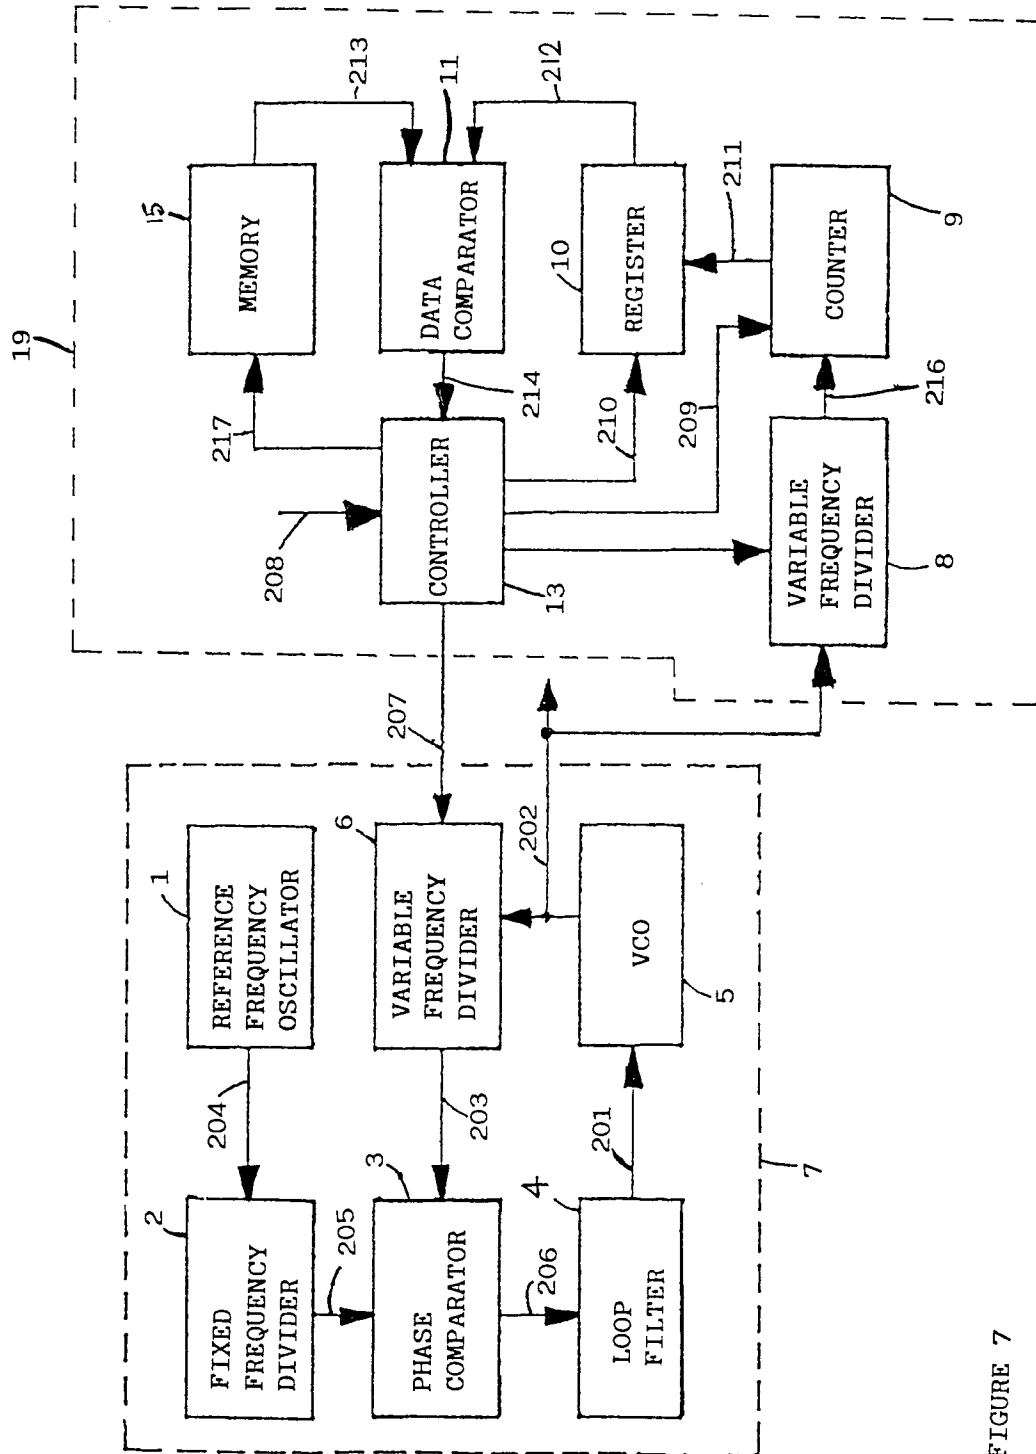 19
2
1
15
FIXED
FREQUENCY
DIVIDER
REFERENCE
FREQUENCY
OSCILLATOR
MEMORY
204
217
208
205
213
3
6
207
11
PHASE
COMPARATOR
VARIABLE
FREQUENCY
DIVIDER
CONTROLLER
DATA
COMPARATOR
203
214
13
206
202
212
4
10
LOOP
FILTER
VCO
REGISTER
201
210
5
209
211
7
VARIABLE
FREQUENCY
DIVIDER
COUNTER
216
8
9
FIGURE 7